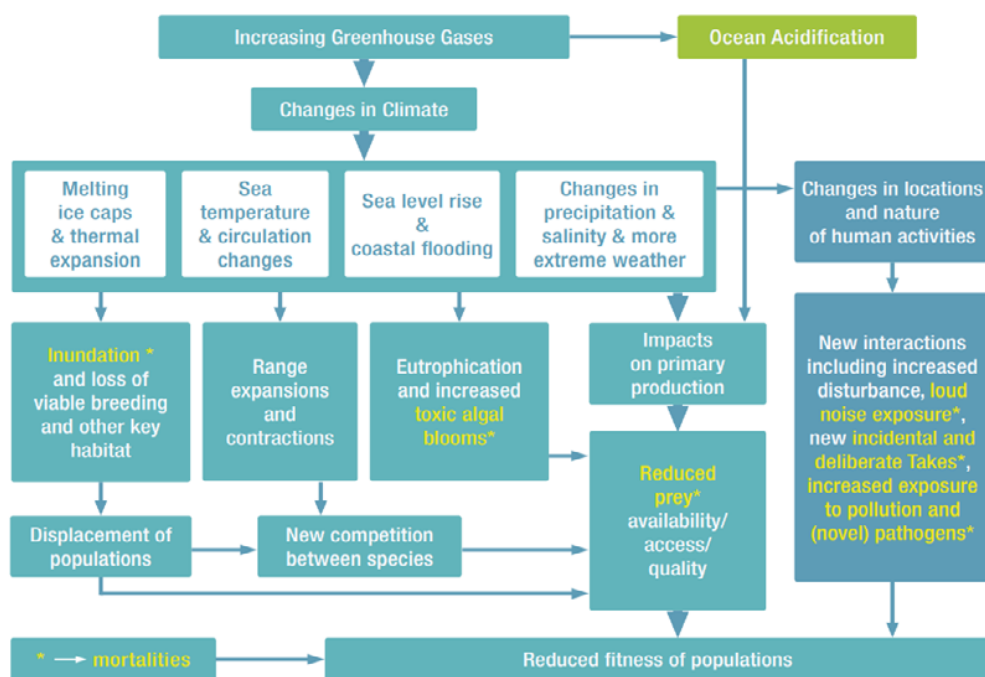 Increasing Greenhouse Gases
Ocean Acidification
Changes in Climate
Melting
ice caps
& thermal
expansion
Sea
temperature
& circulation
changes
Sea level rise
&
coastal flooding
Changes in
precipitation &
salinity & more
extreme weather
Changes in locations
and nature
of human activities
Inundation *
and loss of
viable breeding
and other key
habitat
Range
expansions
and
contractions
Eutrophication
and increased
toxic algal
blooms*
Impacts
on primary
production
New interactions
including increased
disturbance, loud
noise exposure*,
new incidental and
deliberate Takes*,
increased exposure
to pollution and
(novel) pathogens*
Reduced
prey*
availability/
access/
quality
Displacement of
populations
New competition
between species
* → mortalities
Reduced fitness of populations